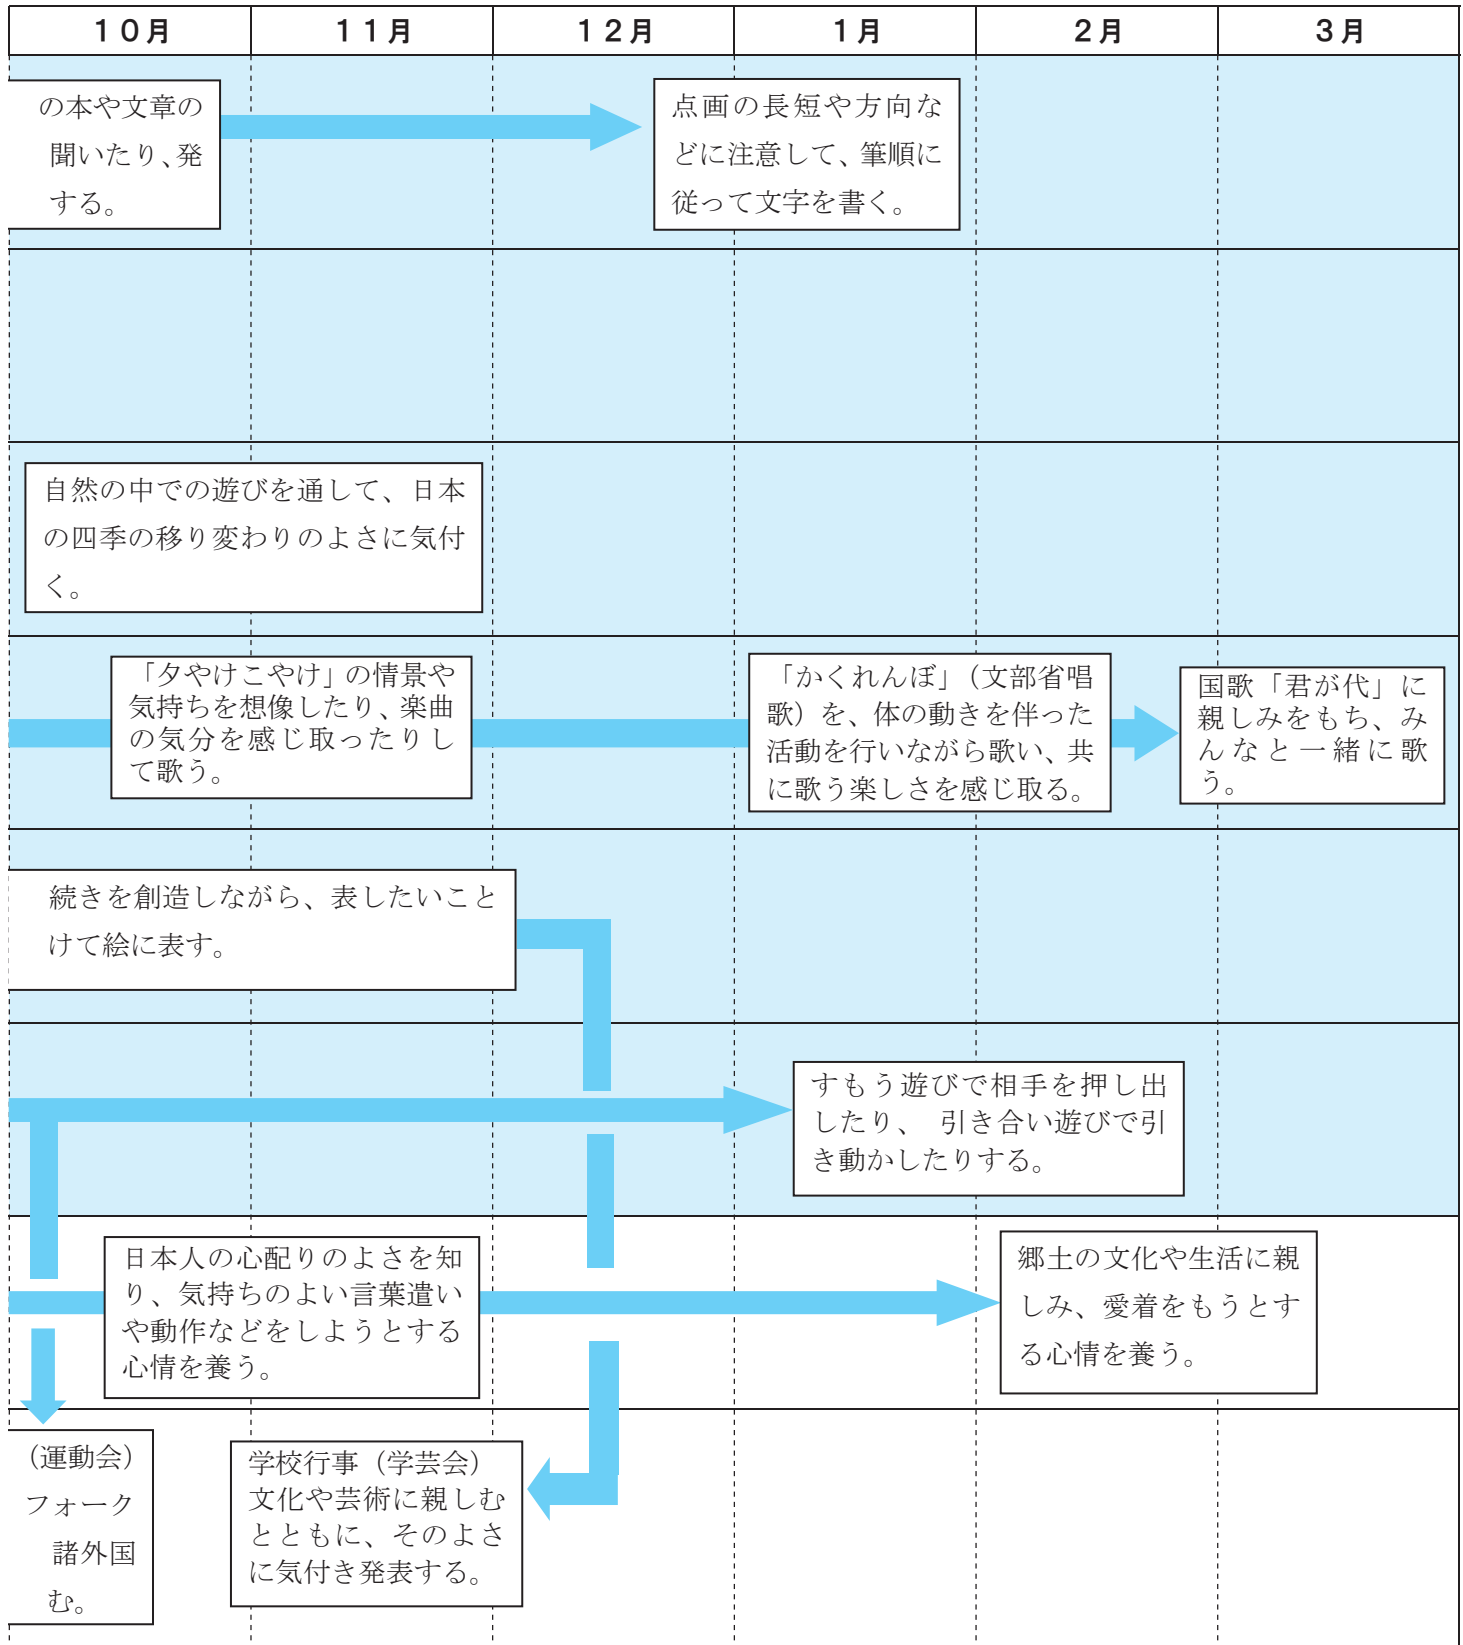 10月 11月 12月 1月 2月 3月
の本や文章の
聞いたり、発
する。
点画の長短や方向な
どに注意して、筆順に
従って文字を書く。
自然の中での遊びを通して、日本
の四季の移り変わりのよさに気付
く。
「夕やけこやけ」の情景や
気持ちを想像したり、楽曲
の気分を感じ取ったりし
て歌う。
「かくれんぼ」（文部省唱
歌）を、体の動きを伴った
活動を行いながら歌い、共
に歌う楽しさを感じ取る。
国歌「君が代」に
親しみをもち、み
んなと一緒に歌
う。
続きを創造しながら、表したいこと
けて絵に表す。
すもう遊びで相手を押し出
したり、 引き合い遊びで引
き動かしたりする。
日本人の心配りのよさを知
り、気持ちのよい言葉遣い
や動作などをしようとする
心情を養う。
郷土の文化や生活に親
しみ、愛着をもうとす
る心情を養う。
（運動会）
フォーク
諸外国
む。
学校行事（学芸会）
文化や芸術に親しむ
とともに、そのよさ
に気付き発表する。